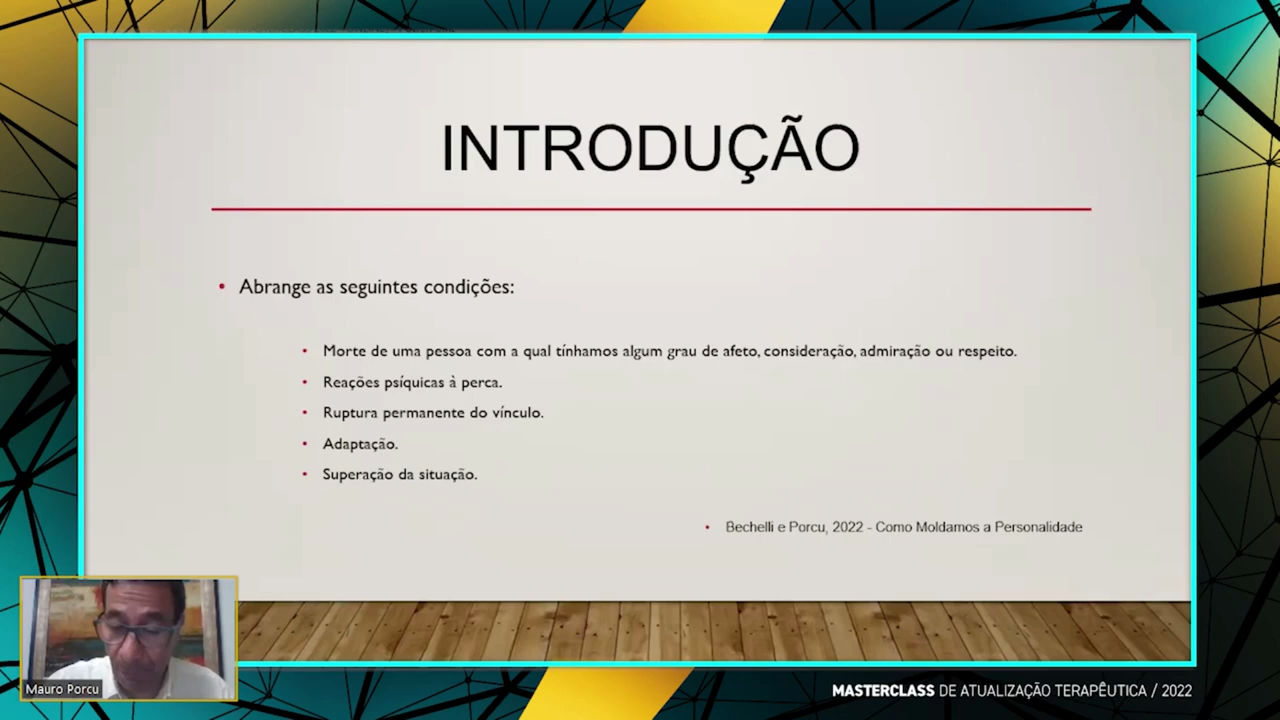 INTRODUÇÃO
• Abrange as seguintes condições:
• Morte de uma pessoa com a qual tínhamos algum grau de afeto, consideração, admiração ou respeito.
• Reações psíquicas à perca.
• Ruptura permanente do vínculo.
• Adaptação.
• Superação da situação.
• Bechelli e Porcu, 2022 - Como Moldamos a Personalidade
Mauro Porcu
MASTERCLASS DE ATUALIZAÇÃO TERAPÊUTICA / 2022